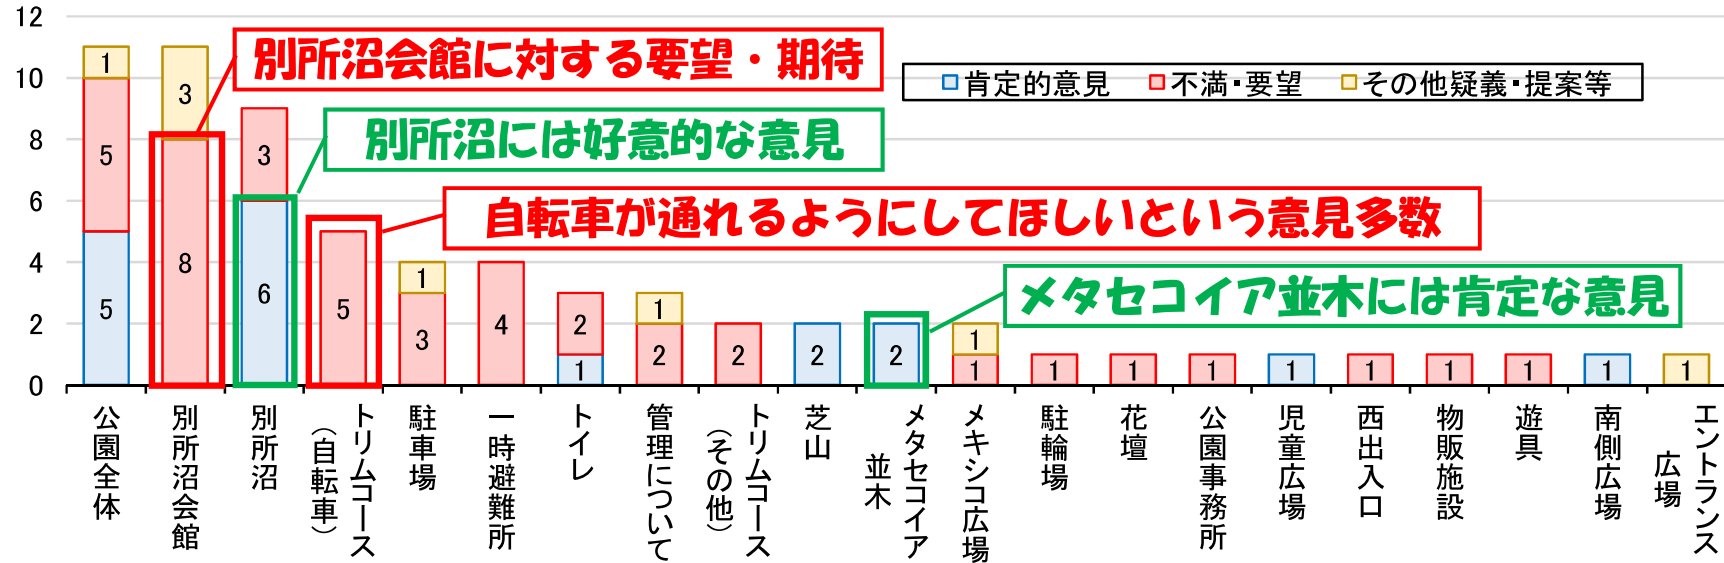 12
10
8
6
4
2
0
別所沼会館に対する要望・期待
肯定的意見 不満・要望 その他疑義・提案等
別所沼には好意的な意見
自転車が通れるようにしてほしいという意見多数
メタセコイア並木には肯定な意見
1
5
5
3
8
3
6
5
1
3
4
2
1
1
2
2
2
2
1
1
1
1
1
1
1
1
1
1
1
公園全体
別所沼会館
別所沼
トリムコース
（自転車）
駐車場
一時避難所
トイレ
管理について
トリムコース
（その他）
芝山
メタセコイア
並木
メキシコ広場
駐輪場
花壇
公園事務所
児童広場
西出入口
物販施設
遊具
南側広場
エントランス
広場